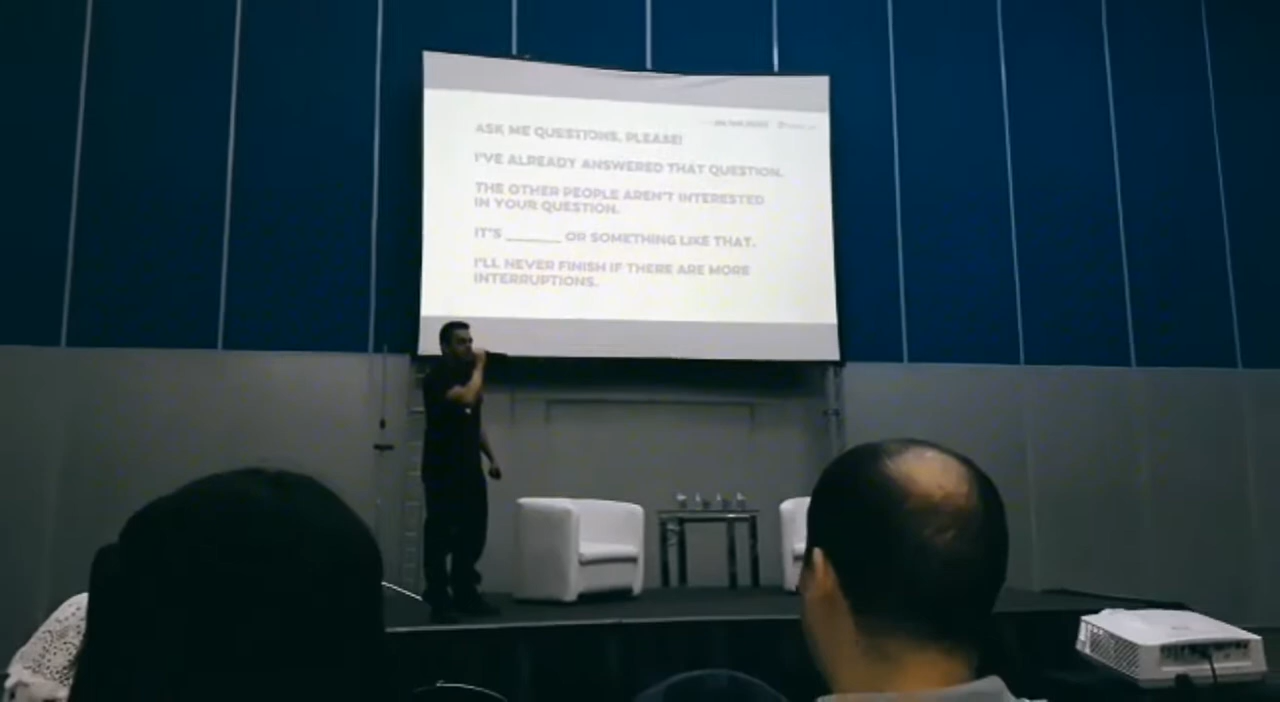 ASK ME QUESTIONS, PLEASE!
I'VE ALREADY ANSWERED THAT QUESTION.
THE OTHER PEOPLE AREN'T INTERESTED
IN YOUR QUESTION.
IT'S _______ OR SOMETHING LIKE THAT.
I'LL NEVER FINISH IF THERE ARE MORE
INTERRUPTIONS.